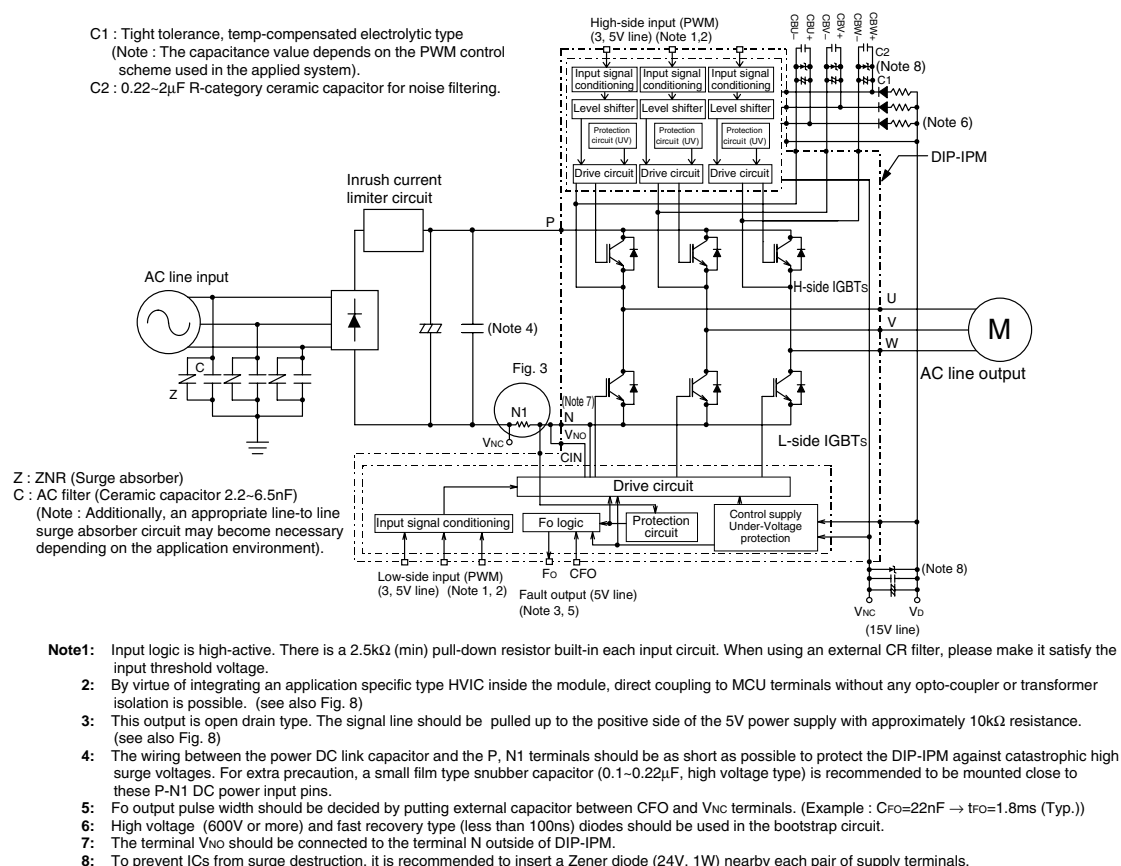 C1 : Tight tolerance, temp-compensated electrolytic type
(Note : The capacitance value depends on the PWM control
scheme used in the applied system).
C2 : 0.22~2μF R-category ceramic capacitor for noise filtering.
High-side input (PWM)
(3, 5V line) (Note 1,2)
CBU–
CBU+
CBV–
CBV+
CBW–
CBW+
C2
(Note 8)
C1
(Note 6)
Input signal
conditioning
Input signal
conditioning
Input signal
conditioning
Level shifter
Level shifter
Level shifter
Protection
circuit (UV)
Protection
circuit (UV)
Protection
circuit (UV)
Drive circuit
Drive circuit
Drive circuit
DIP-IPM
Inrush current
limiter circuit
P
AC line input
H-side IGBTS
U
V
W
M
AC line output
(Note 4)
C
Z
Fig. 3
N1
VNC
(Note 7)
N
VNO
CIN
L-side IGBTS
Z : ZNR (Surge absorber)
C : AC filter (Ceramic capacitor 2.2~6.5nF)
(Note : Additionally, an appropriate line-to line
surge absorber circuit may become necessary
depending on the application environment).
Drive circuit
Input signal conditioning
Fo logic
Protection
circuit
Control supply
Under-Voltage
protection
Low-side input (PWM)
(3, 5V line) (Note 1, 2)
FO
CFO
Fault output (5V line)
(Note 3, 5)
(Note 8)
VNC
VD
(15V line)
Note1: Input logic is high-active. There is a 2.5kΩ (min) pull-down resistor built-in each input circuit. When using an external CR filter, please make it satisfy the
input threshold voltage.
2: By virtue of integrating an application specific type HVIC inside the module, direct coupling to MCU terminals without any opto-coupler or transformer
isolation is possible. (see also Fig. 8)
3: This output is open drain type. The signal line should be pulled up to the positive side of the 5V power supply with approximately 10kΩ resistance.
(see also Fig. 8)
4: The wiring between the power DC link capacitor and the P, N1 terminals should be as short as possible to protect the DIP-IPM against catastrophic high
surge voltages. For extra precaution, a small film type snubber capacitor (0.1~0.22μF, high voltage type) is recommended to be mounted close to
these P-N1 DC power input pins.
5: Fo output pulse width should be decided by putting external capacitor between CFO and VNC terminals. (Example : CFO=22nF → tFO=1.8ms (Typ.))
6: High voltage (600V or more) and fast recovery type (less than 100ns) diodes should be used in the bootstrap circuit.
7: The terminal VNO should be connected to the terminal N outside of DIP-IPM.
8: To prevent ICs from surge destruction, it is recommended to insert a Zener diode (24V, 1W) nearby each pair of supply terminals.